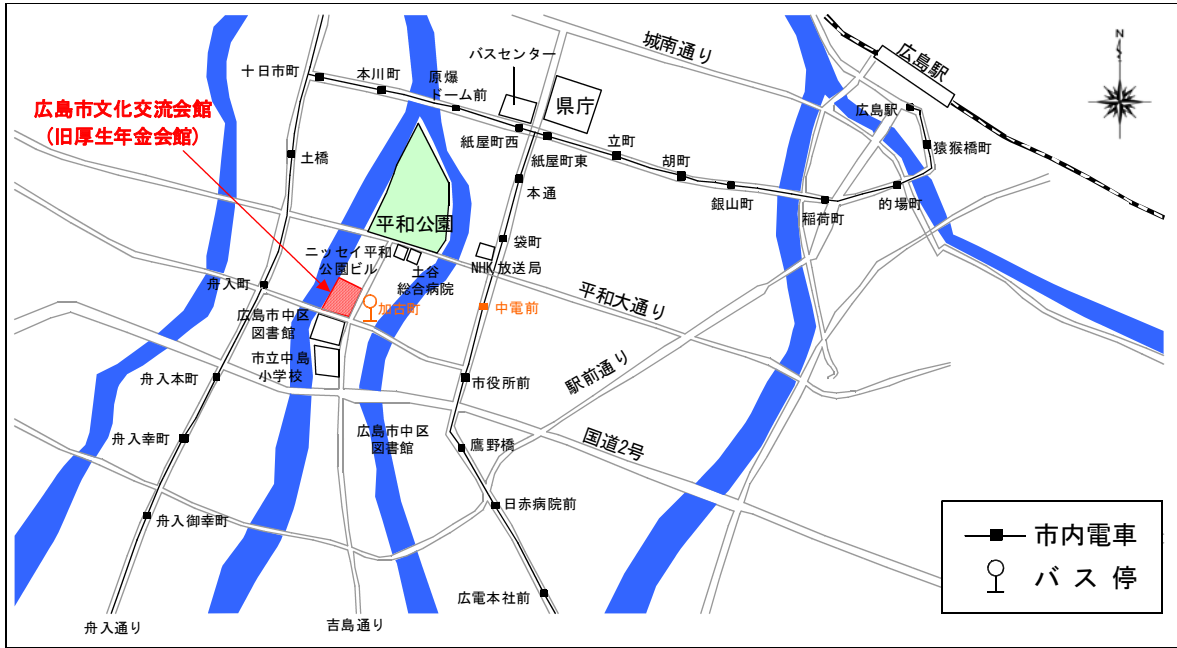 城南通り
広島駅
N
バスセンター
十日市町
本川町
原爆
ドーム前
県庁
広島駅
広島市文化交流会館
(旧厚生年金会館)
紙屋町西
紙屋町東
立町
猿猴橋町
土橋
胡町
本通
銀山町
稲荷町
的場町
平和公園
袋町
ニッセイ平和
公園ビル
土谷
総合病院
NHK放送局
平和大通り
舟入町
加古町
中電前
広島市中区
図書館
市立中島
小学校
駅前通り
舟入本町
市役所前
舟入幸町
広島市中区
図書館
鷹野橋
国道2号
日赤病院前
舟入御幸町
広電本社前
舟入通り
吉島通り
市内電車
バス停